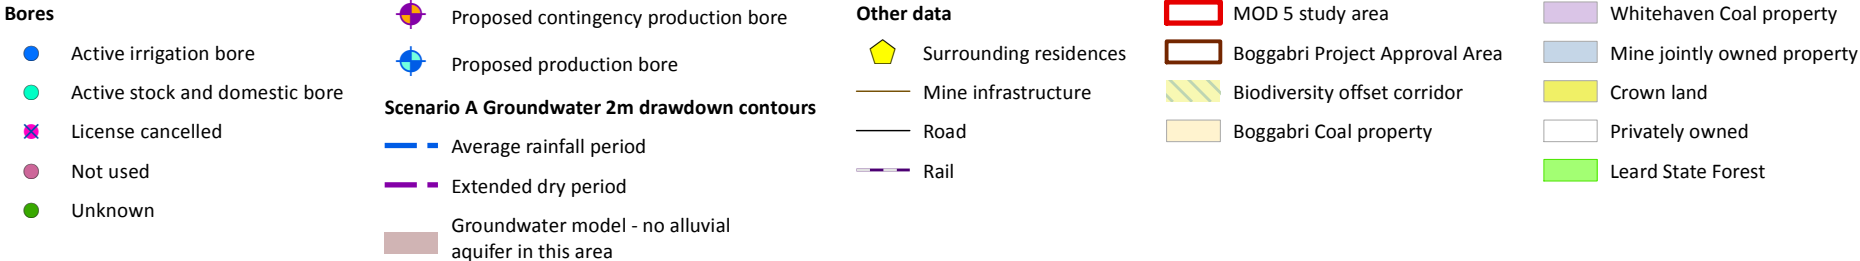 Bores
Active irrigation bore
Active stock and domestic bore
License cancelled
Not used
Unknown
Proposed contingency production bore
Proposed production bore
Scenario A Groundwater 2m drawdown contours
Average rainfall period
Extended dry period
Groundwater model - no alluvial
aquifer in this area
Other data
Surrounding residences
Mine infrastructure
Road
Rail
MOD 5 study area
Boggabri Project Approval Area
Biodiversity offset corridor
Boggabri Coal property
Whitehaven Coal property
Mine jointly owned property
Crown land
Privately owned
Leard State Forest